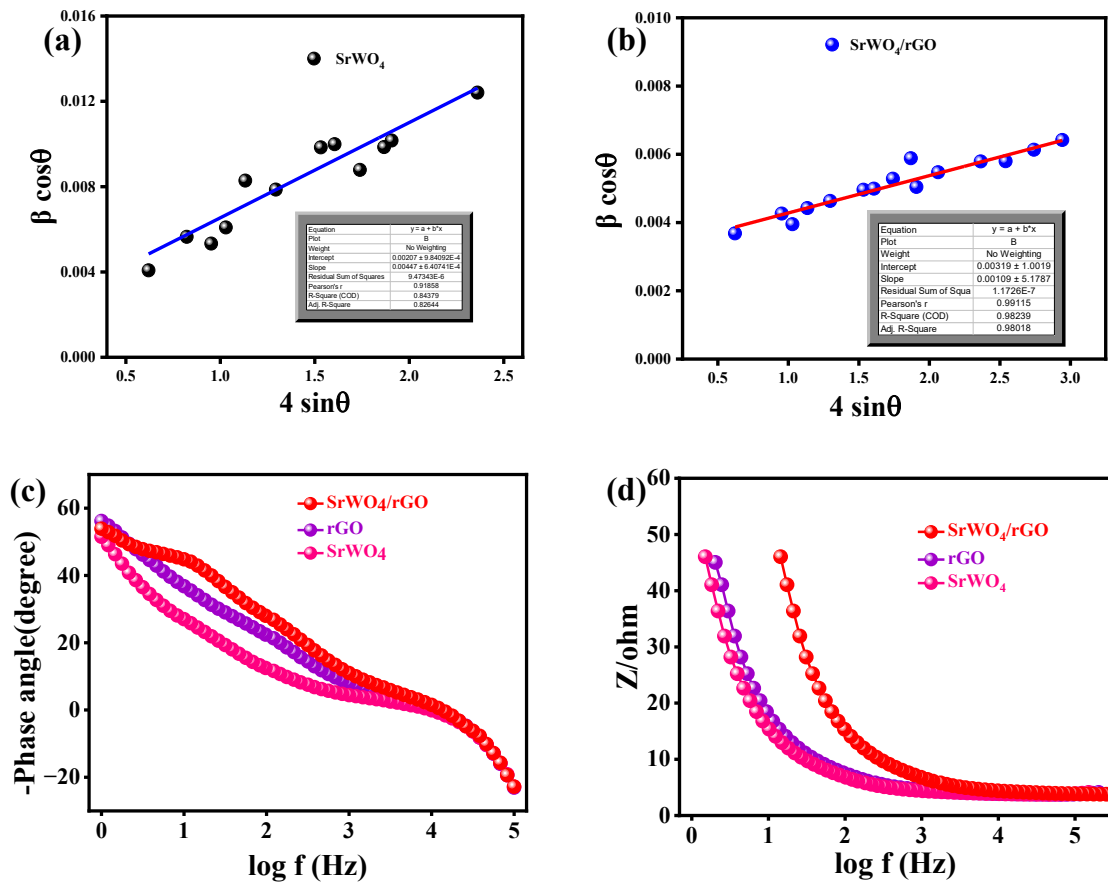 (a)
SrWO₄
β cosθ
0.016
0.012
0.008
0.004
0.000
0.5 1.0 1.5 2.0 2.5
4 sinθ
Equation y = a + b*x
Plot B
Weight No Weighting
Intercept 0.00207 ± 9.84092E-4
Slope 0.00447 ± 6.40741E-4
Residual Sum of Squares 9.47343E-6
Pearson's r 0.91858
R-Square (COD) 0.84379
Adj. R-Square 0.82644
(b)
SrWO₄/rGO
β cosθ
0.010
0.008
0.006
0.004
0.002
0.000
0.5 1.0 1.5 2.0 2.5 3.0
4 sinθ
Equation y = a + b*x
Plot B
Weight No Weighting
Intercept 0.00319 ± 1.0019
Slope 0.00109 ± 5.1787
Residual Sum of Squa 1.1726E-7
Pearson's r 0.99115
R-Square (COD) 0.98239
Adj. R-Square 0.98018
(c)
SrWO4/rGO
rGO
SrWO4
-Phase angle(degree)
60
40
20
0
−20
0 1 2 3 4 5
log f (Hz)
(d)
SrWO₄/rGO
rGO
SrWO₄
Z/ohm
60
50
40
30
20
10
0
0 1 2 3 4 5
log f (Hz)